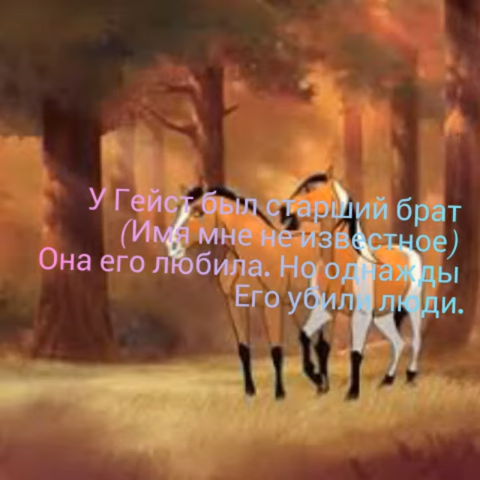 У Гейст был старший брат
(Имя мне не известное)
Она его любила. Но однажды
Его убили люди.